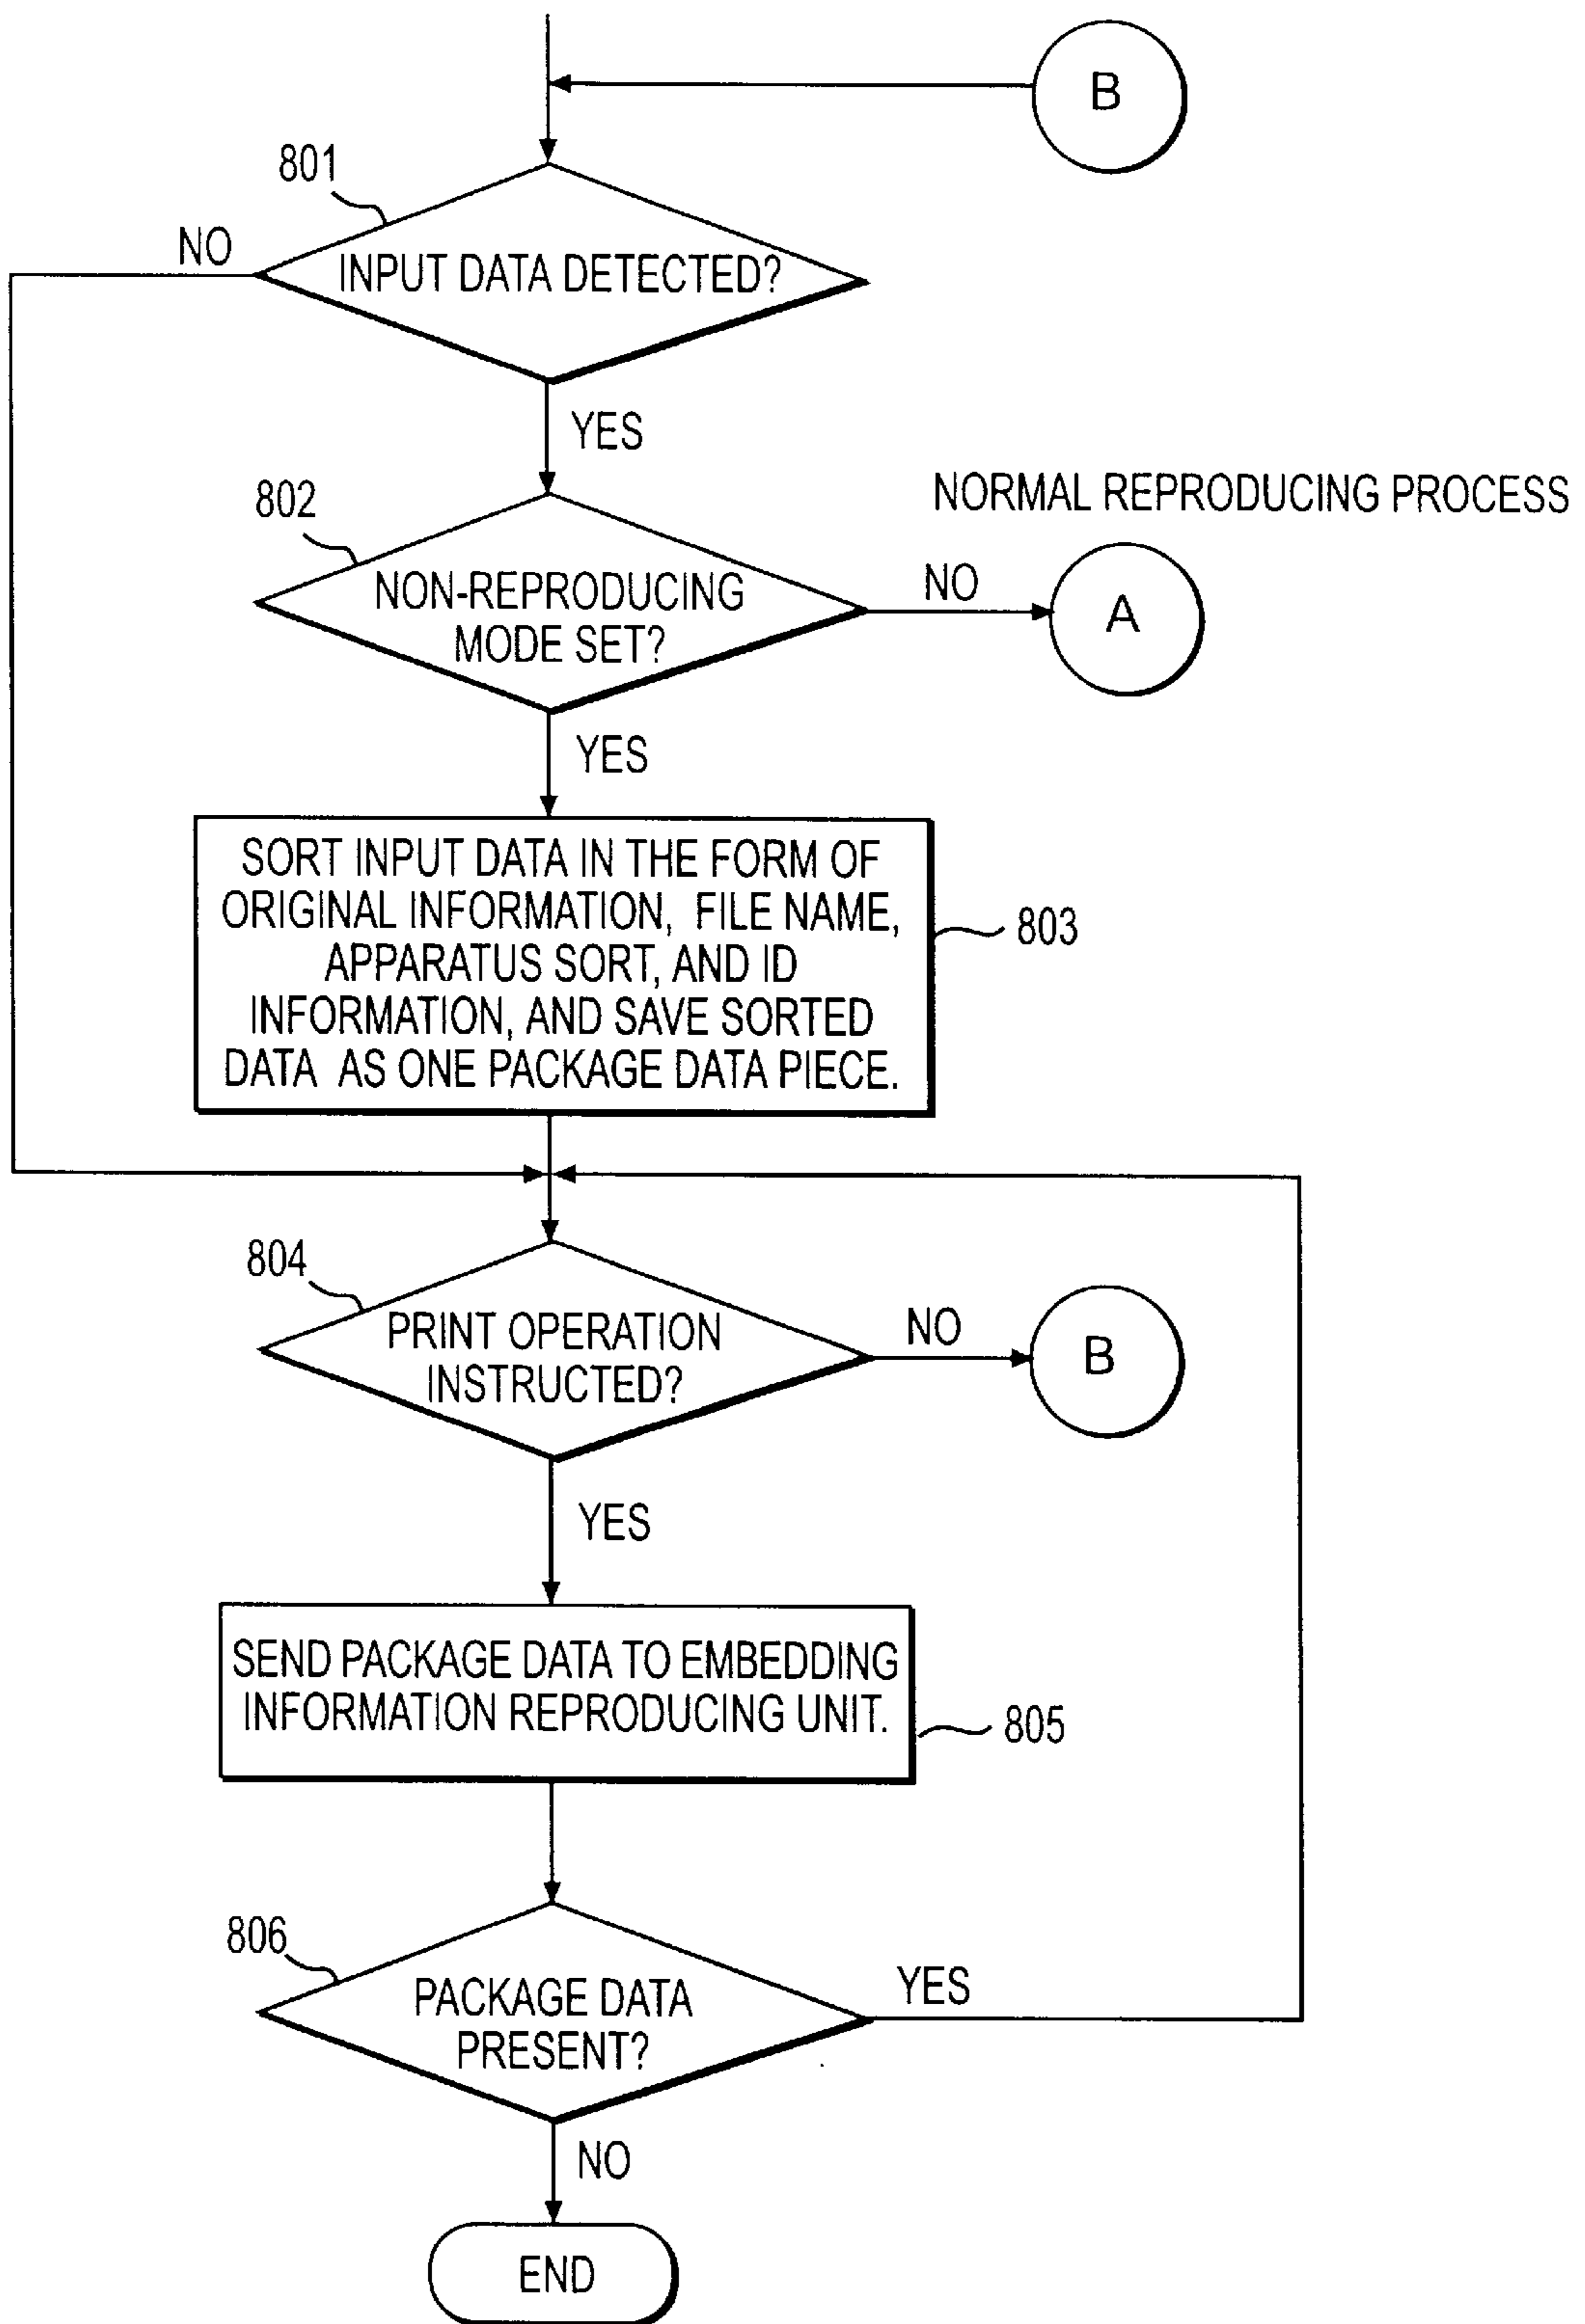 B
801
NO
INPUT DATA DETECTED?
YES
NORMAL REPRODUCING PROCESS
802
NON-REPRODUCING
MODE SET?
NO
A
YES
SORT INPUT DATA IN THE FORM OF
ORIGINAL INFORMATION, FILE NAME,
APPARATUS SORT, AND ID
INFORMATION, AND SAVE SORTED
DATA AS ONE PACKAGE DATA PIECE.
803
804
PRINT OPERATION
INSTRUCTED?
NO
B
YES
SEND PACKAGE DATA TO EMBEDDING
INFORMATION REPRODUCING UNIT.
805
806
PACKAGE DATA
PRESENT?
YES
NO
END